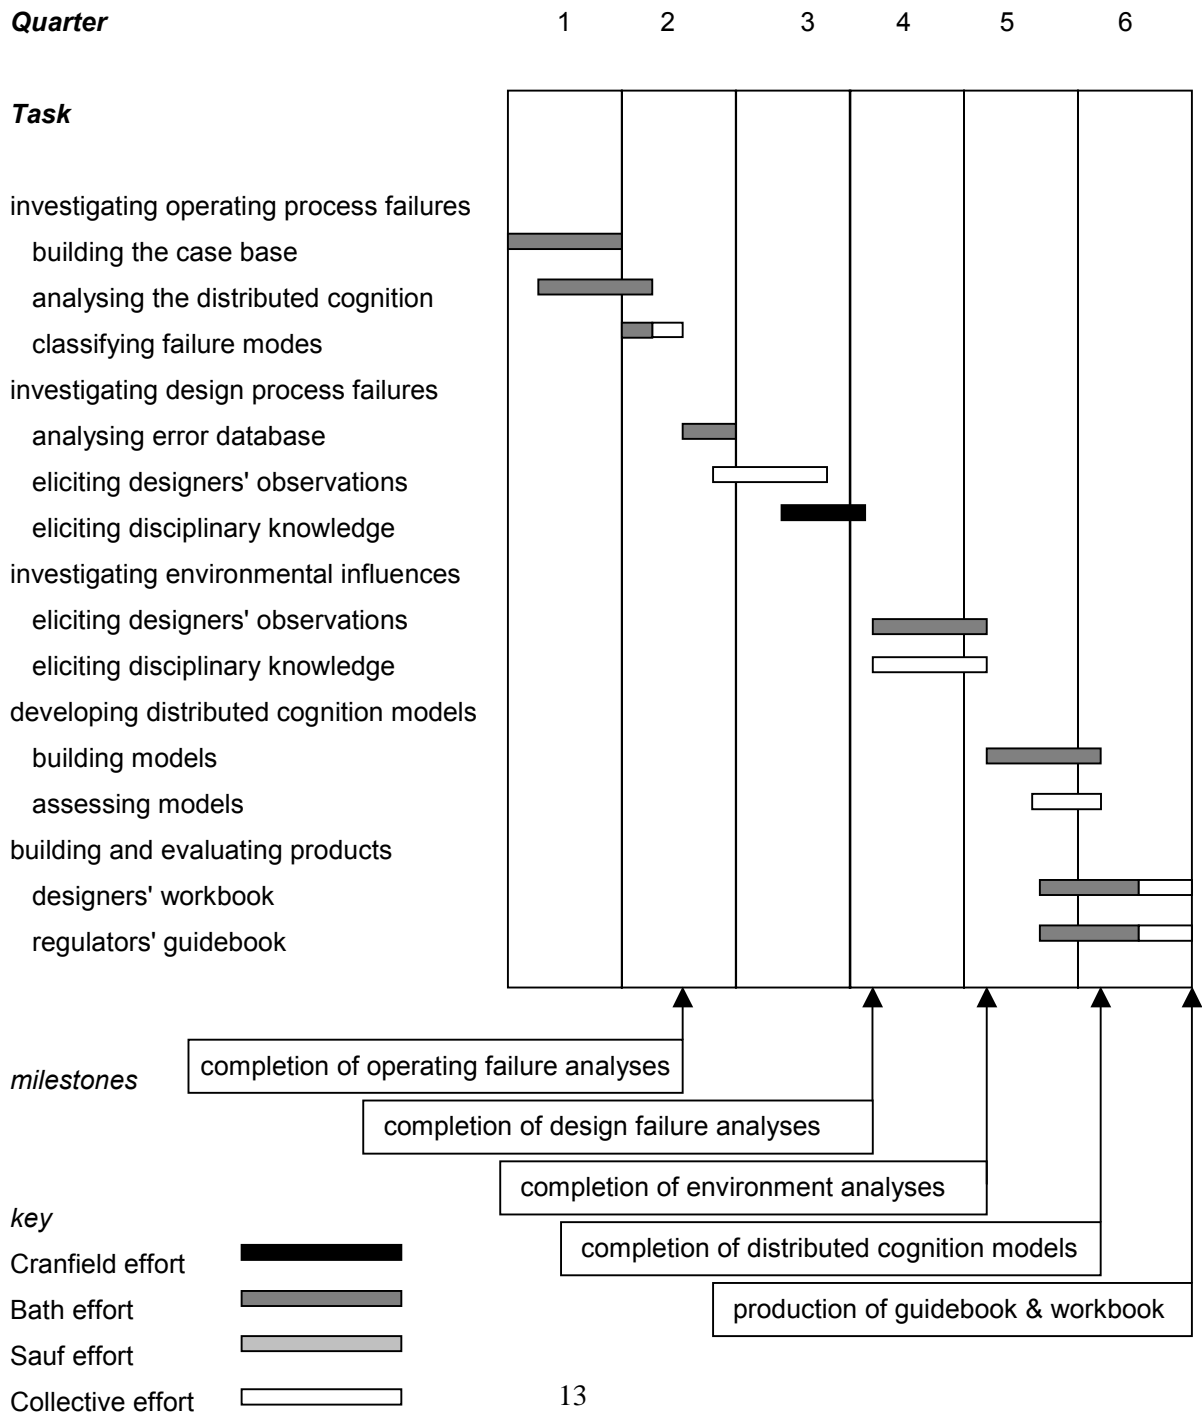 Quarter 1 2 3 4 5 6
Task
investigating operating process failures
building the case base
analysing the distributed cognition
classifying failure modes
investigating design process failures
analysing error database
eliciting designers' observations
eliciting disciplinary knowledge
investigating environmental influences
eliciting designers' observations
eliciting disciplinary knowledge
developing distributed cognition models
building models
assessing models
building and evaluating products
designers' workbook
regulators' guidebook
milestones
completion of operating failure analyses
completion of design failure analyses
completion of environment analyses
completion of distributed cognition models
production of guidebook & workbook
key
Cranfield effort
Bath effort
Sauf effort
Collective effort
13